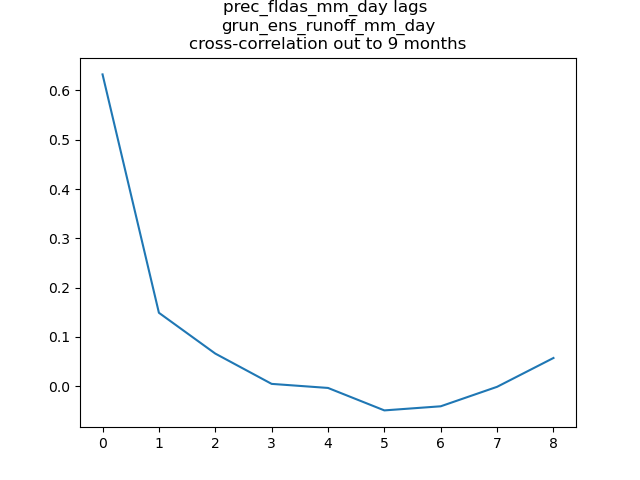 prec_fldas_mm_day lags
grun_ens_runoff_mm_day
cross-correlation out to 9 months
0.6
0.5
0.4
0.3
0.2
0.1
0.0
0 1 2 3 4 5 6 7 8